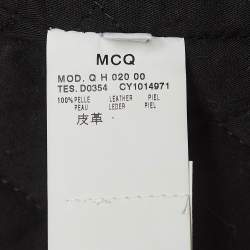 MCQ
MOD. Q H 020 00
TES. D0354 CY1014971
100% PELLE LEATHER PIEL
PEAU LEDER PIEL
皮革